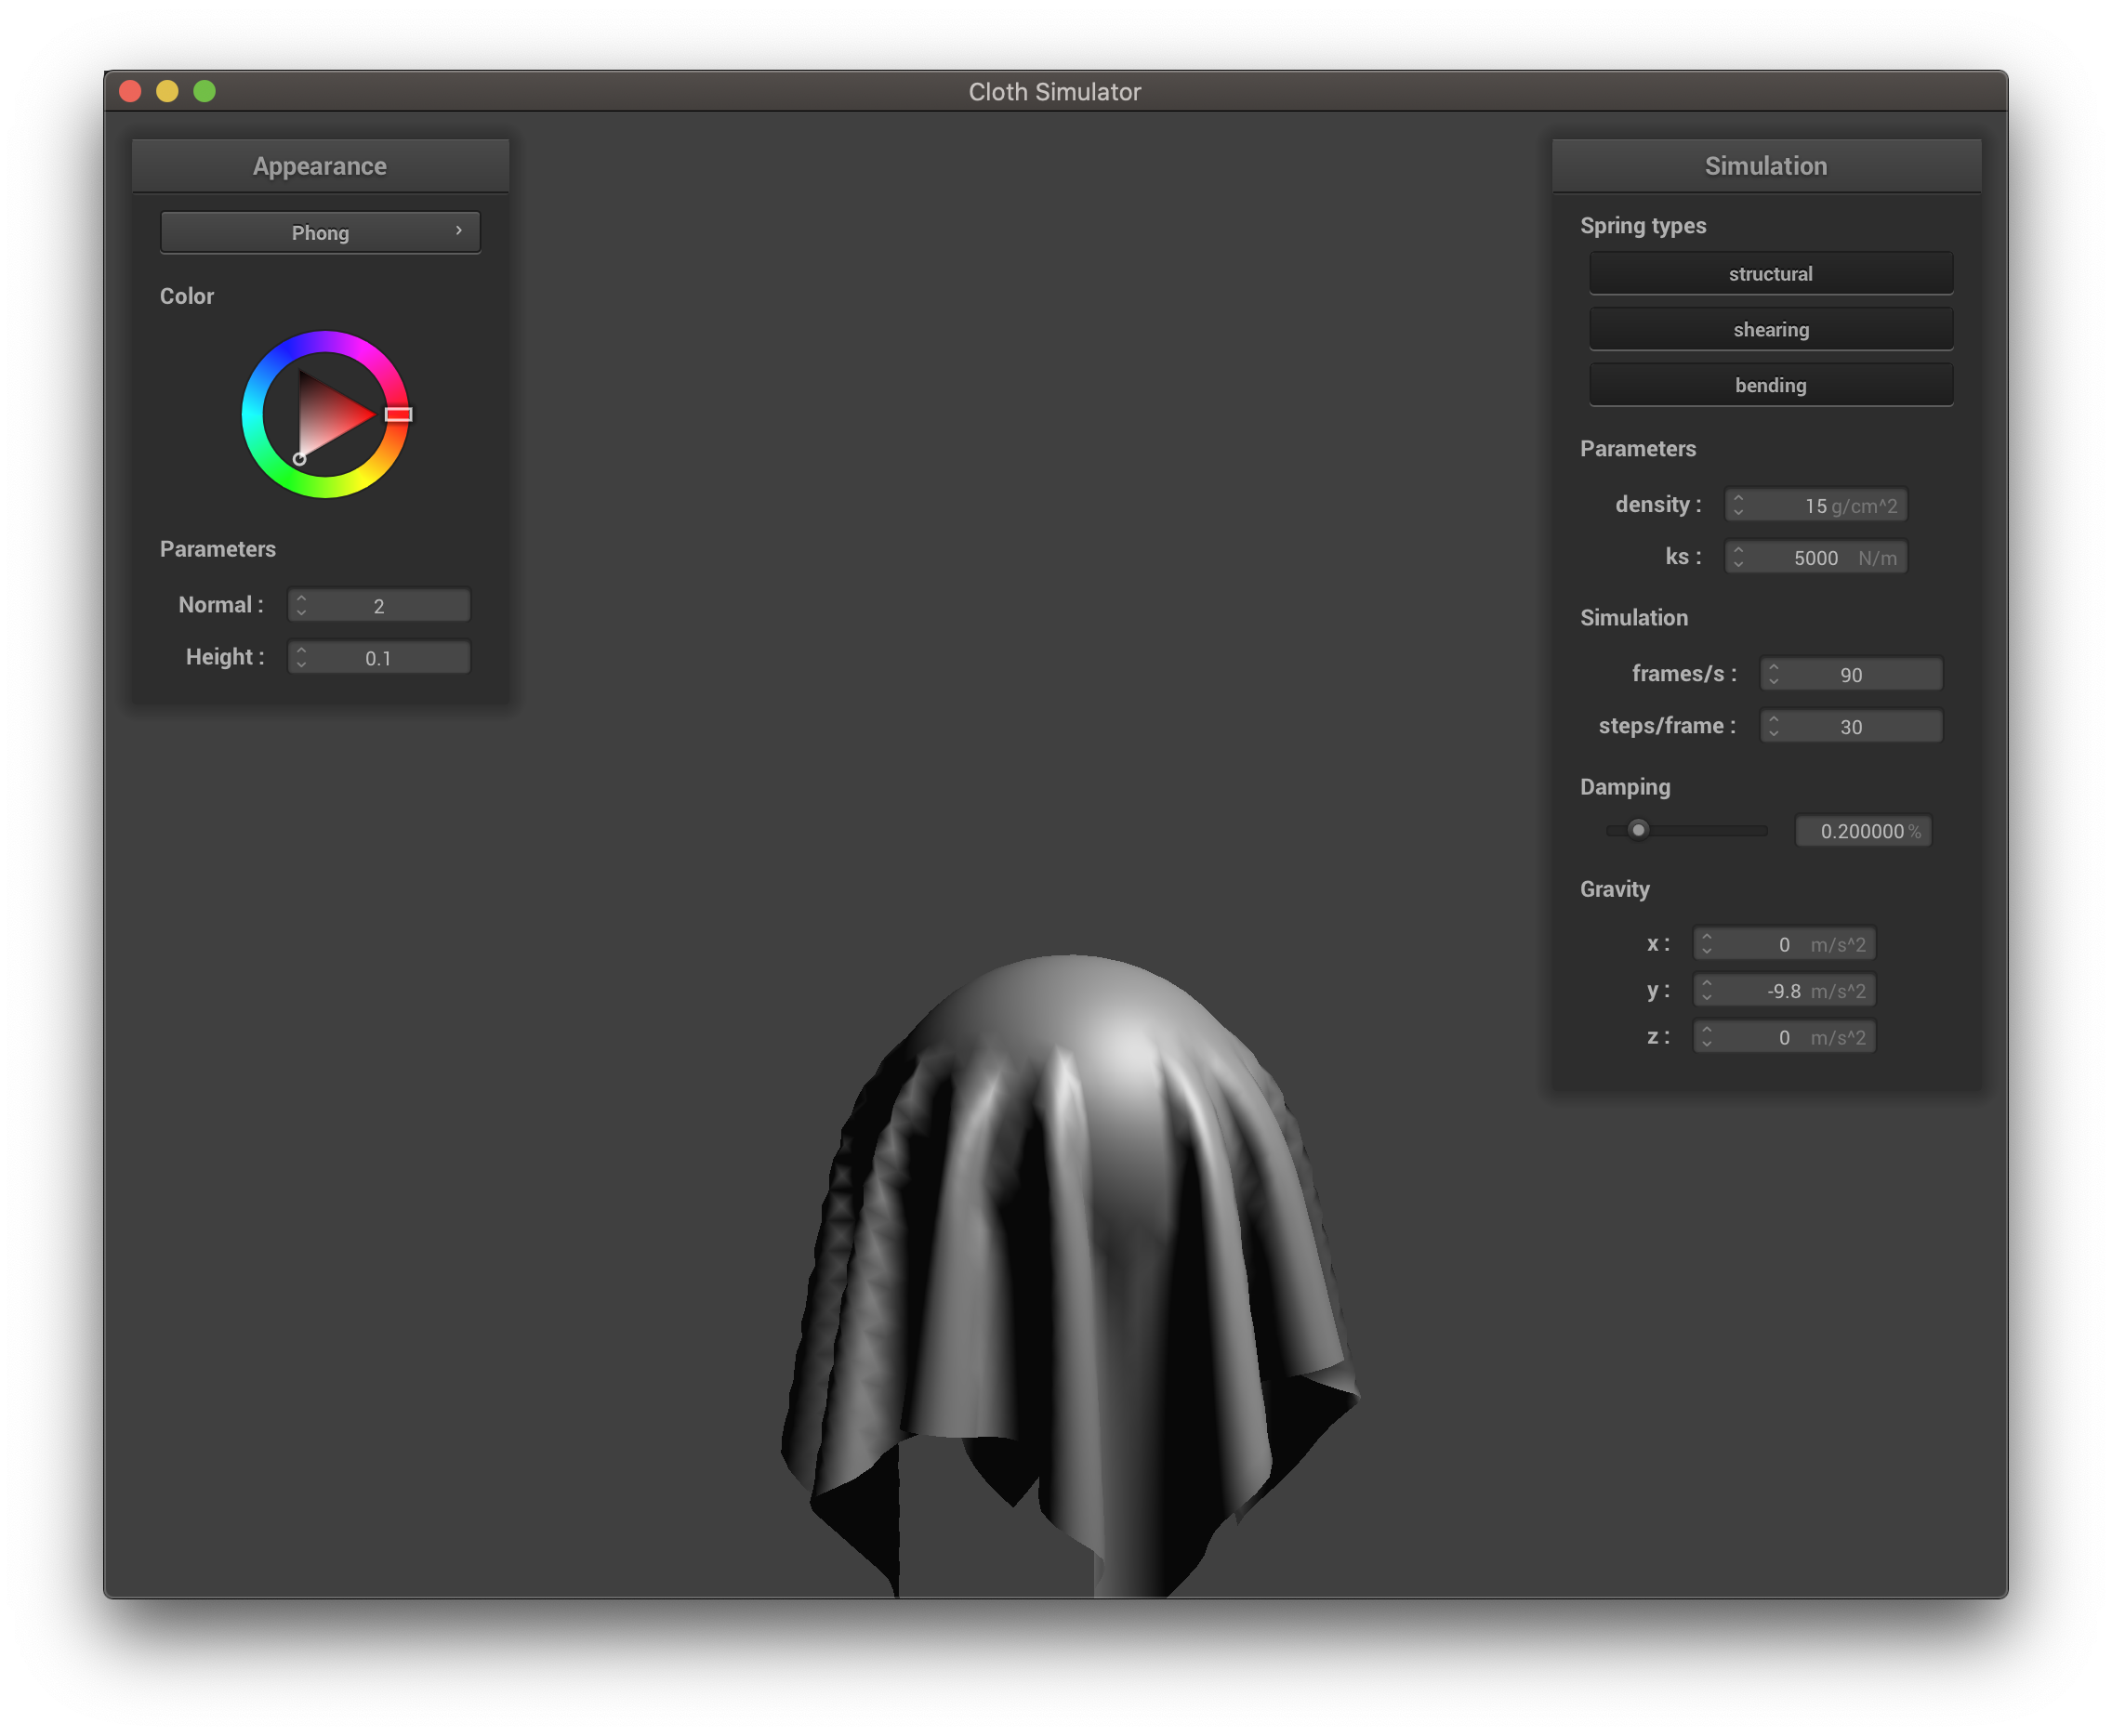 Cloth Simulator
Appearance
Phong
Color
Parameters
Normal : 2
Height : 0.1
Simulation
Spring types
structural
shearing
bending
Parameters
density : 15 g/cm^2
ks : 5000 N/m
Simulation
frames/s : 90
steps/frame : 30
Damping
0.200000 %
Gravity
x : 0 m/s^2
y : -9.8 m/s^2
z : 0 m/s^2